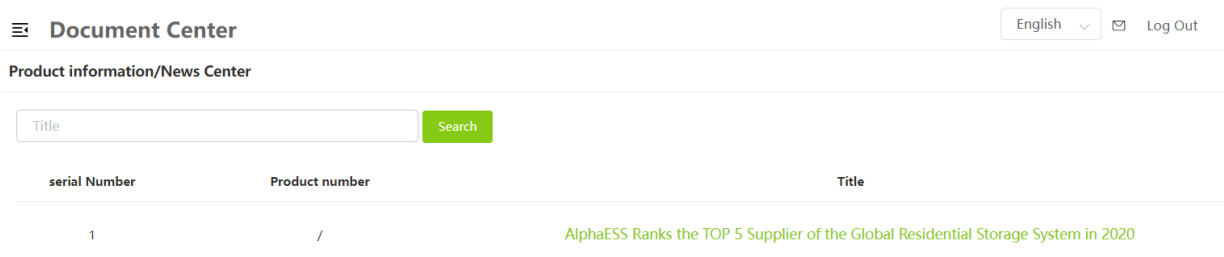 Document Center
English
Log Out
Product information/News Center
Title
Search
serial Number
Product number
Title
1
/
AlphaESS Ranks the TOP 5 Supplier of the Global Residential Storage System in 2020